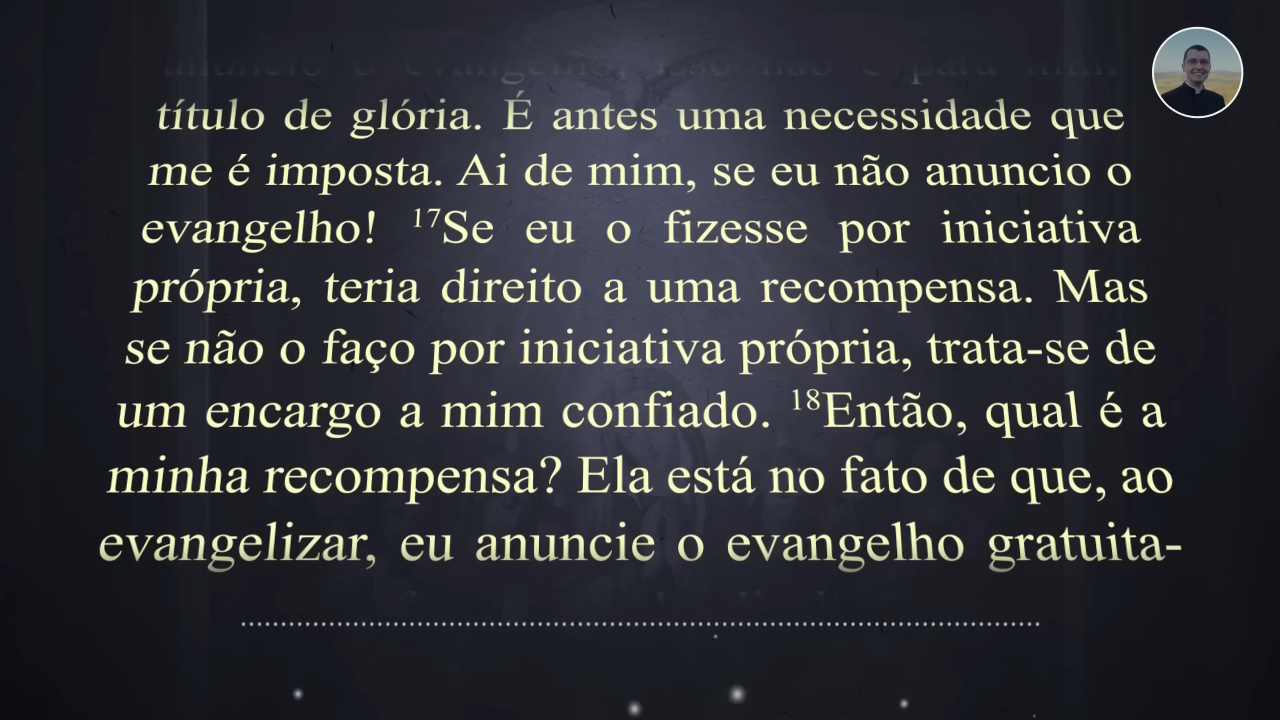 título de glória. É antes uma necessidade que
me é imposta. Ai de mim, se eu não anuncio o
evangelho! ¹⁷Se eu o fizesse por iniciativa
própria, teria direito a uma recompensa. Mas
se não o faço por iniciativa própria, trata-se de
um encargo a mim confiado. ¹⁸Então, qual é a
minha recompensa? Ela está no fato de que, ao
evangelizar, eu anuncie o evangelho gratuita-